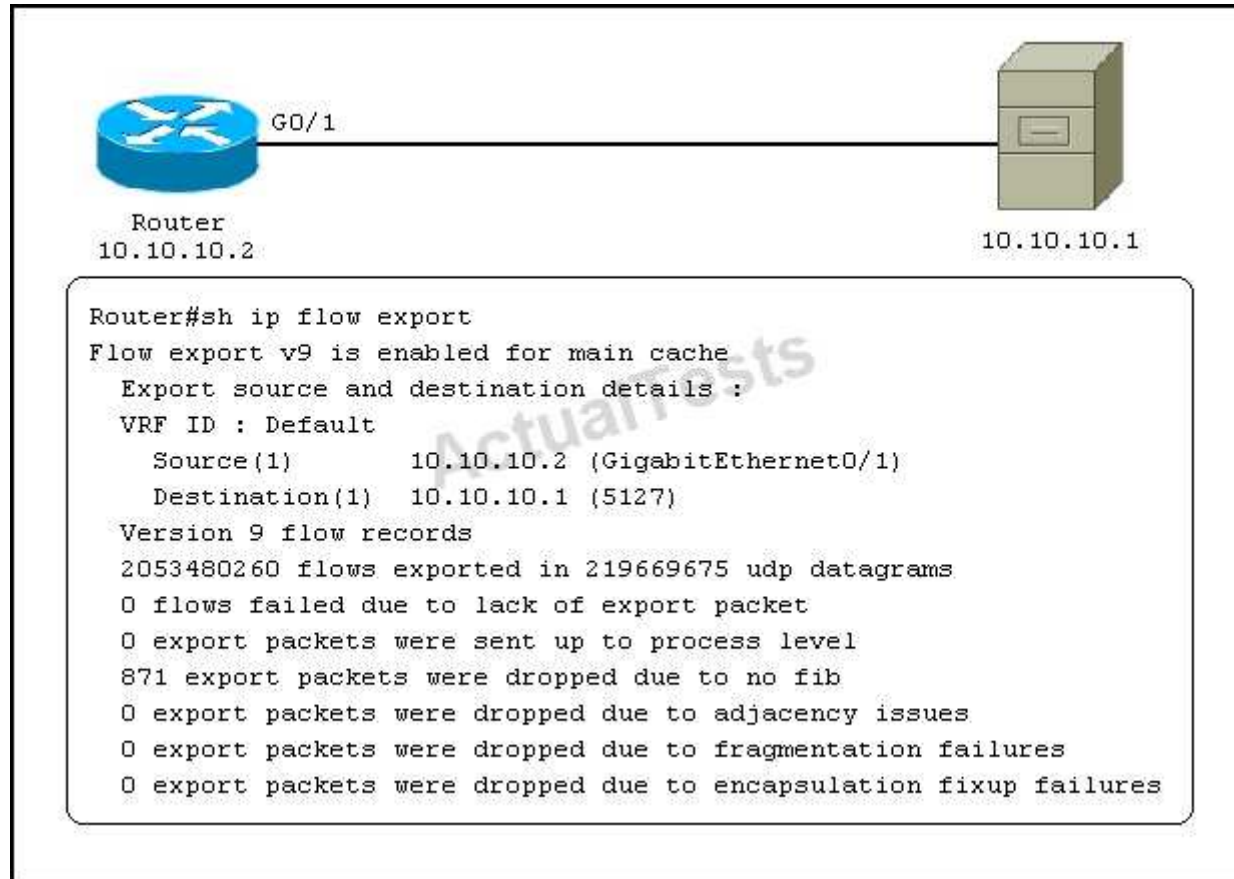 G0/1
Router
10.10.10.2
10.10.10.1
Router#sh ip flow export
Flow export v9 is enabled for main cache
Export source and destination details :
VRF ID : Default
Source(1) 10.10.10.2 (GigabitEthernet0/1)
Destination(1) 10.10.10.1 (5127)
Version 9 flow records
2053480260 flows exported in 219669675 udp datagrams
0 flows failed due to lack of export packet
0 export packets were sent up to process level
871 export packets were dropped due to no fib
0 export packets were dropped due to adjacency issues
0 export packets were dropped due to fragmentation failures
0 export packets were dropped due to encapsulation fixup failures
ActualTests